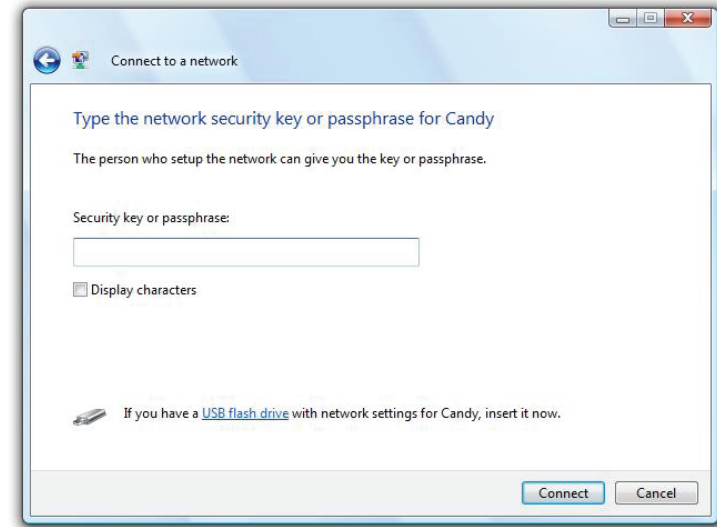 Connect to a network
Type the network security key or passphrase for Candy
The person who setup the network can give you the key or passphrase.
Security key or passphrase:
Display characters
If you have a USB flash drive with network settings for Candy, insert it now.
Connect Cancel